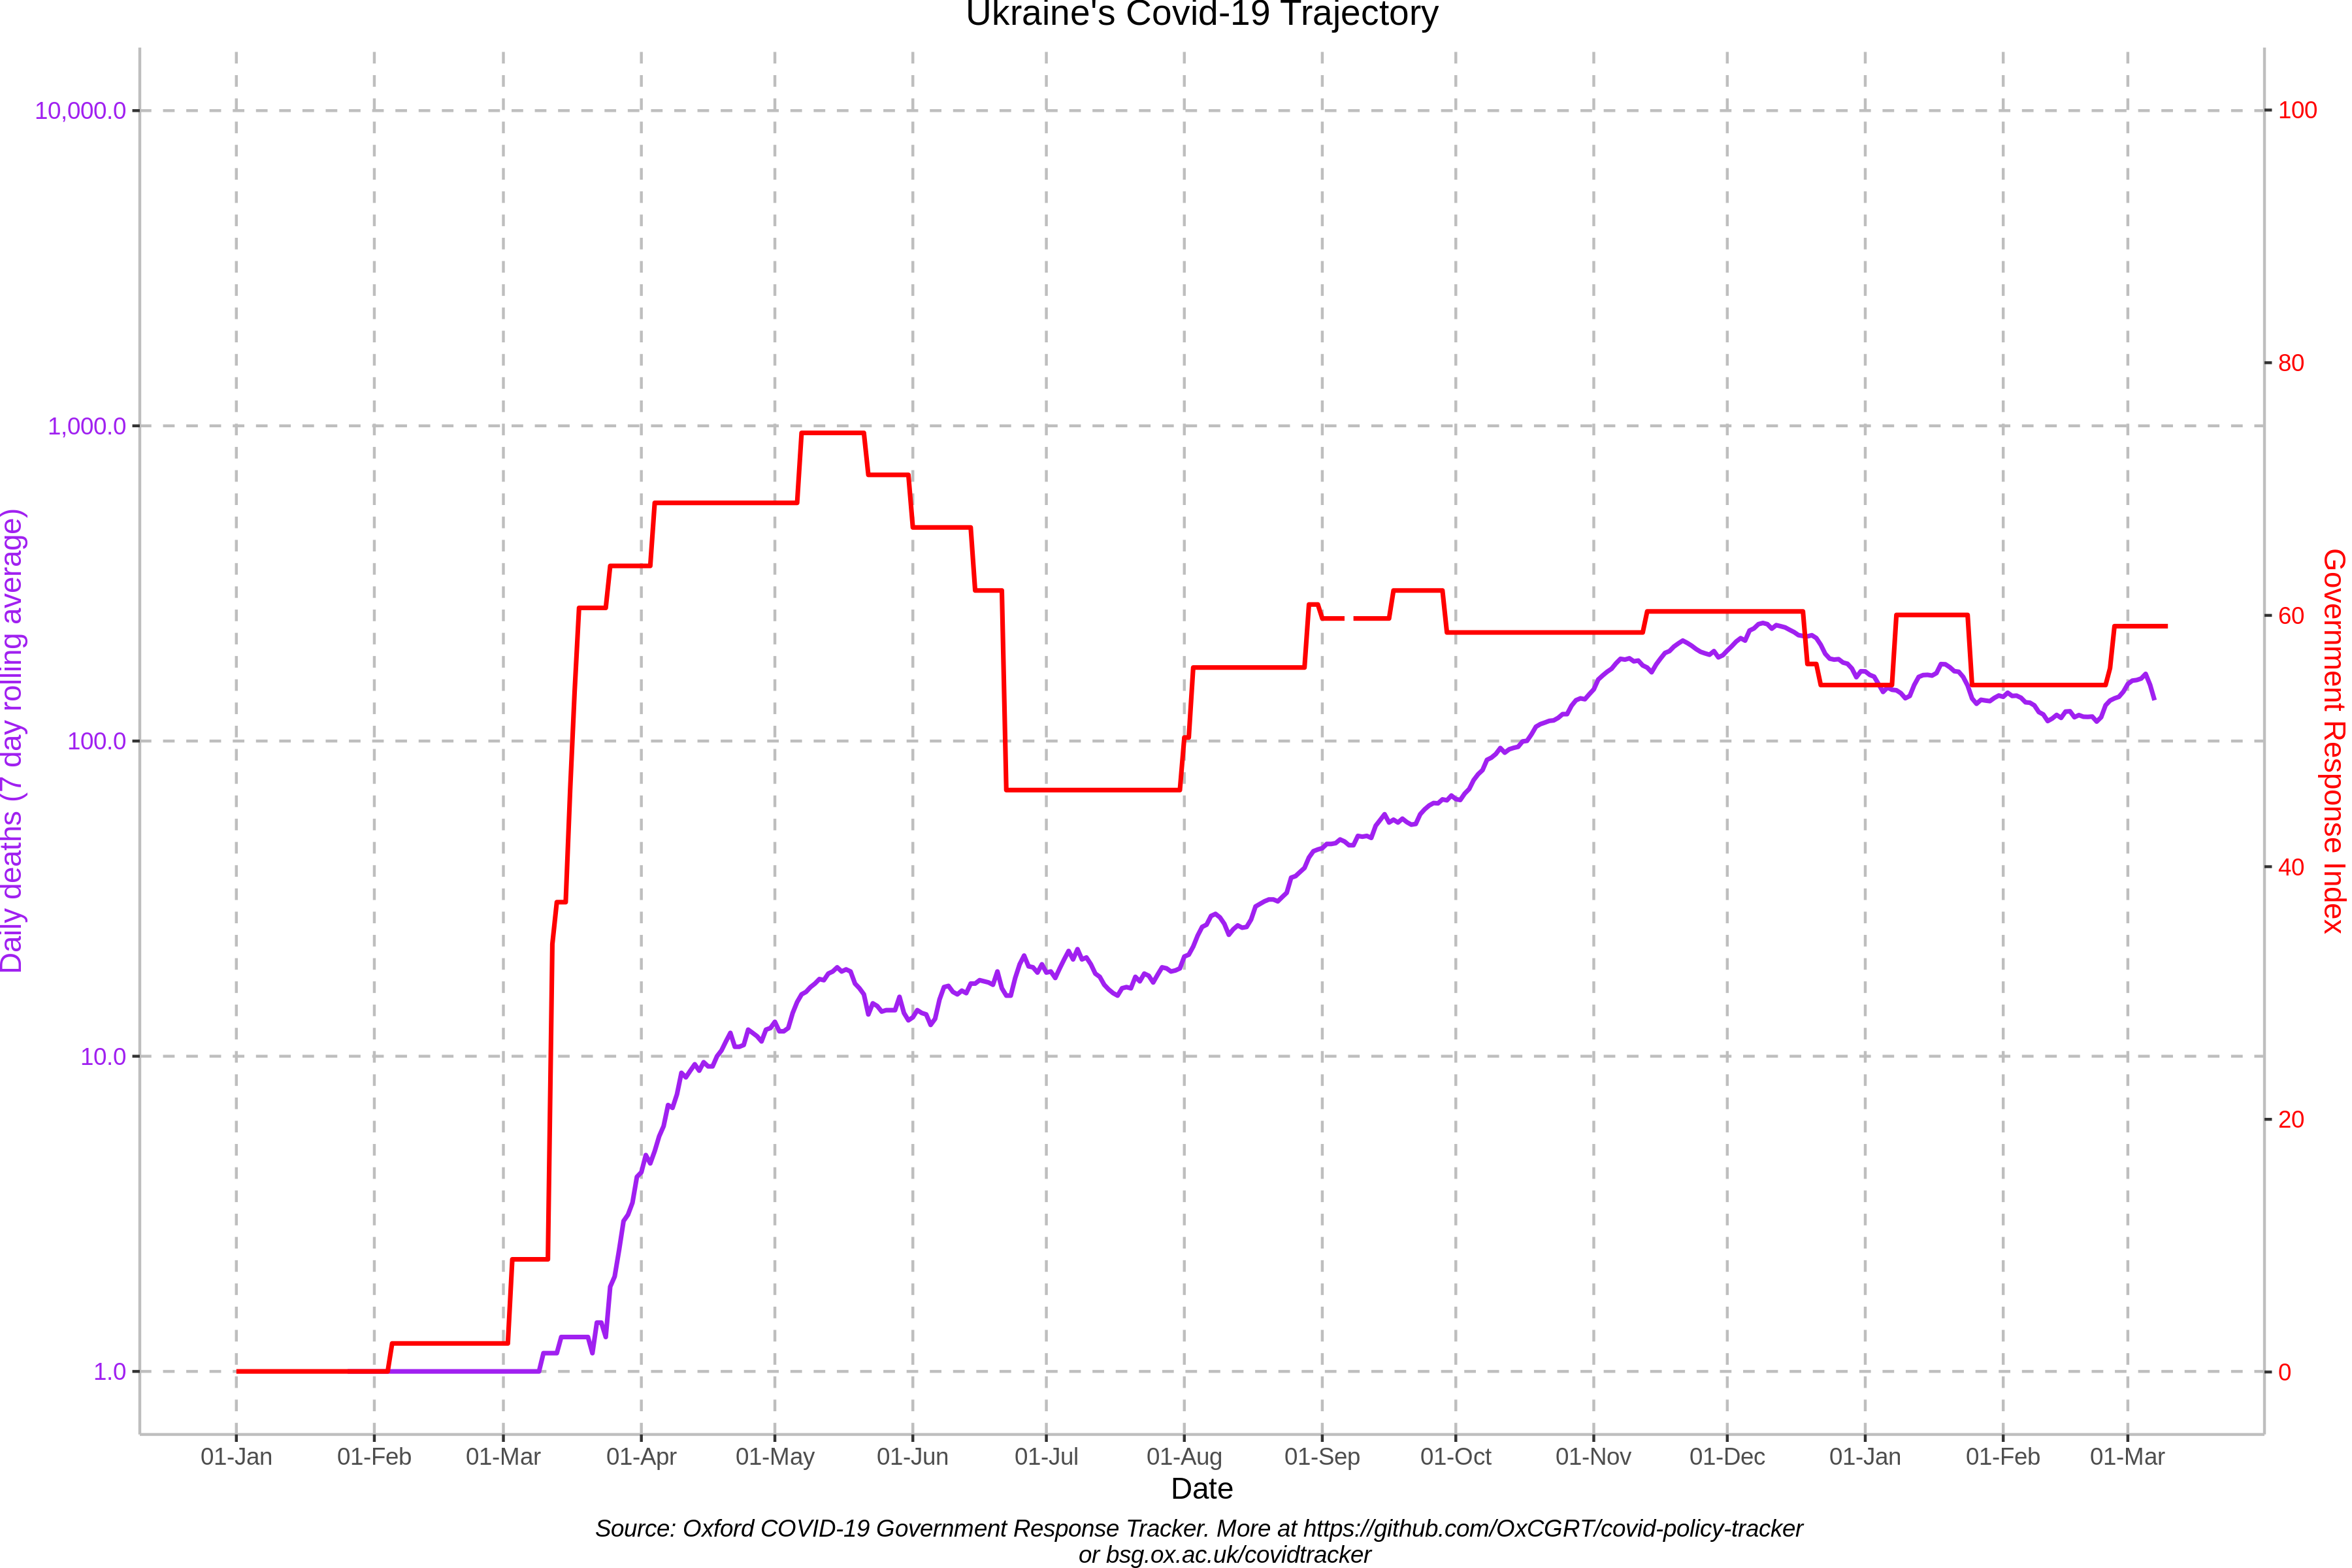 Ukraine's Covid-19 Trajectory
10,000.0
1,000.0
100.0
10.0
1.0
Daily deaths (7 day rolling average)
100
80
60
40
20
0
Government Response Index
01-Jan 01-Feb 01-Mar 01-Apr 01-May 01-Jun 01-Jul 01-Aug 01-Sep 01-Oct 01-Nov 01-Dec 01-Jan 01-Feb 01-Mar
Date
Source: Oxford COVID-19 Government Response Tracker. More at https://github.com/OxCGRT/covid-policy-tracker
or bsg.ox.ac.uk/covidtracker